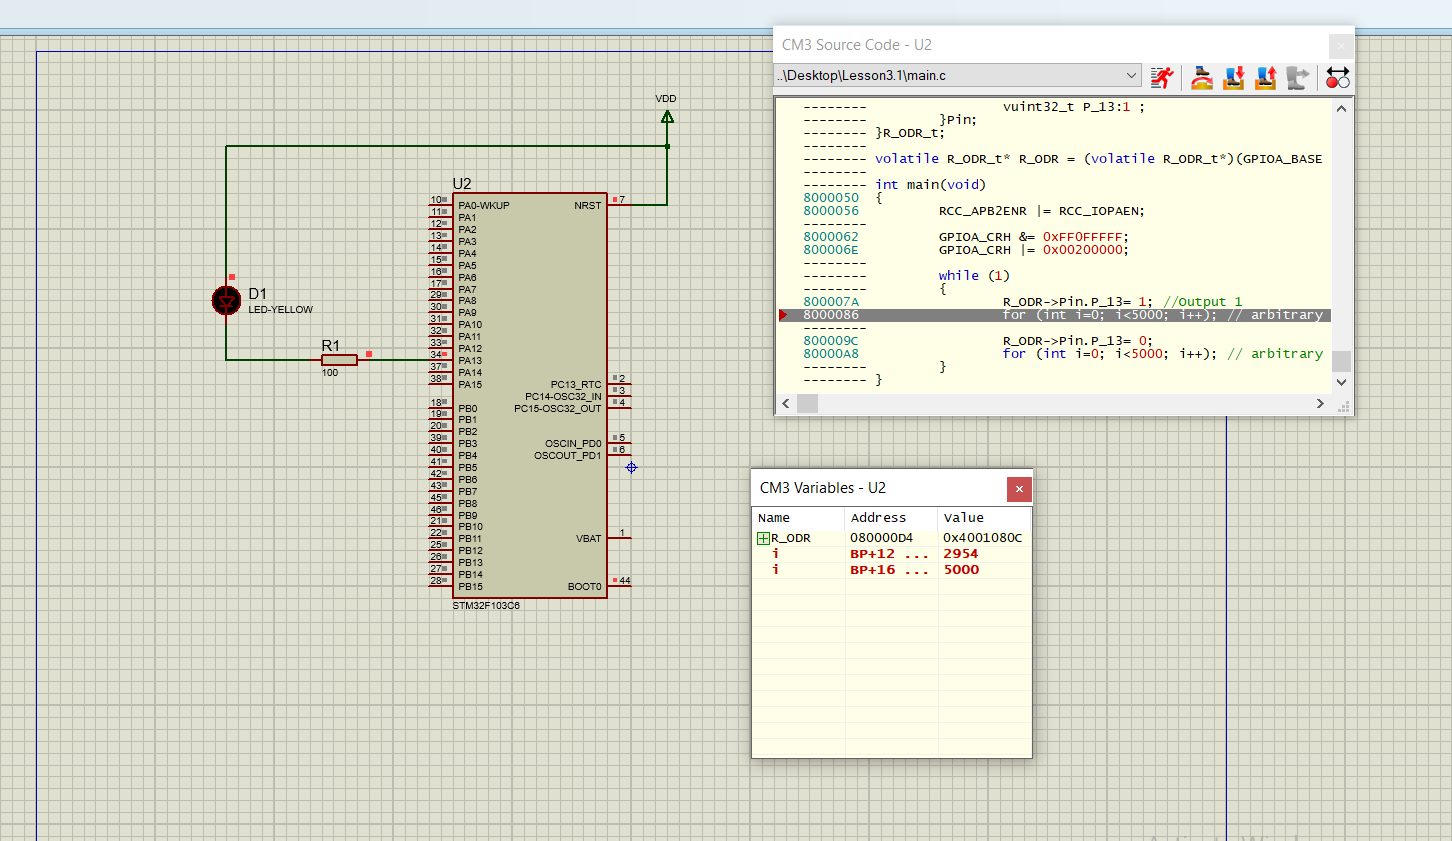 CM3 Source Code - U2
..\Desktop\Lesson3.1\main.c
-------- vuint32_t P_13:1 ;
-------- }Pin;
-------- }R_ODR_t;
--------
-------- volatile R_ODR_t* R_ODR = (volatile R_ODR_t*)(GPIOA_BASE
--------
-------- int main(void)
8000050 {
8000056 RCC_APB2ENR |= RCC_IOPAEN;
--------
8000062 GPIOA_CRH &= 0xFF0FFFFF;
800006E GPIOA_CRH |= 0x00200000;
--------
-------- while (1)
-------- {
800007A R_ODR->Pin.P_13= 1; //Output 1
8000086 for (int i=0; i<5000; i++); // arbitrary
--------
800009C R_ODR->Pin.P_13= 0;
80000A8 for (int i=0; i<5000; i++); // arbitrary
-------- }
-------- }
VDD
U2
10 PA0-WKUP NRST 7
11 PA1
12 PA2
13 PA3
14 PA4
15 PA5
16 PA6
17 PA7
29 PA8
30 PA9
31 PA10
32 PA11
33 PA12
34 PA13
37 PA14
38 PA15
PC13_RTC 2
PC14-OSC32_IN 3
PC15-OSC32_OUT 4
18 PB0
19 PB1
20 PB2
39 PB3
40 PB4
41 PB5
42 PB6
43 PB7
45 PB8
46 PB9
21 PB10
22 PB11
25 PB12
26 PB13
27 PB14
28 PB15
OSCIN_PD0 5
OSCOUT_PD1 6
VBAT 1
BOOT0 44
STM32F103C6
D1
LED-YELLOW
R1
100
CM3 Variables - U2
Name Address Value
R_ODR 080000D4 0x4001080C
i BP+12 ... 2954
i BP+16 ... 5000